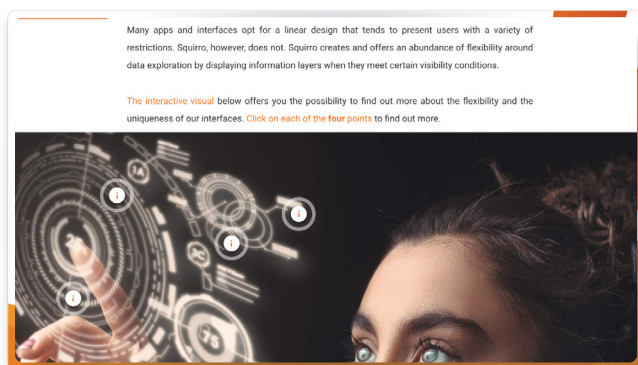 Many apps and interfaces opt for a linear design that tends to present users with a variety of
restrictions. Squirro, however, does not. Squirro creates and offers an abundance of flexibility around
data exploration by displaying information layers when they meet certain visibility conditions.
The interactive visual below offers you the possibility to find out more about the flexibility and the
uniqueness of our interfaces. Click on each of the four points to find out more.
1A
3C
75